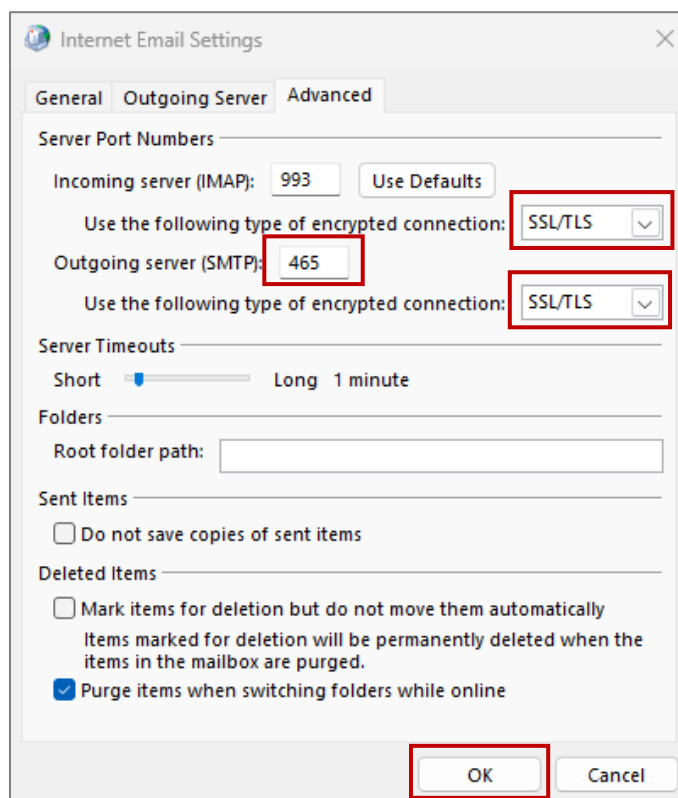 Internet Email Settings
General Outgoing Server Advanced
Server Port Numbers
Incoming server (IMAP): 993 Use Defaults
Use the following type of encrypted connection: SSL/TLS
Outgoing server (SMTP): 465
Use the following type of encrypted connection: SSL/TLS
Server Timeouts
Short Long 1 minute
Folders
Root folder path:
Sent Items
Do not save copies of sent items
Deleted Items
Mark items for deletion but do not move them automatically
Items marked for deletion will be permanently deleted when the
items in the mailbox are purged.
Purge items when switching folders while online
OK Cancel